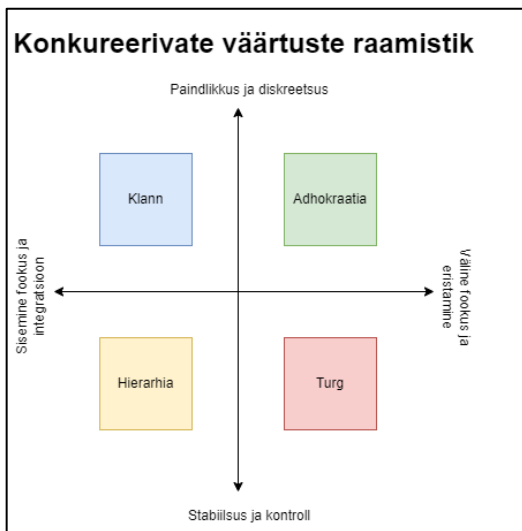 Konkureerivate väärtuste raamistik
Paindlikkus ja diskreetsus
Klann
Adhokraatia
Sisemine fookus ja
integratsioon
Väline fookus ja
eristamine
Hierarhia
Turg
Stabiilsus ja kontroll